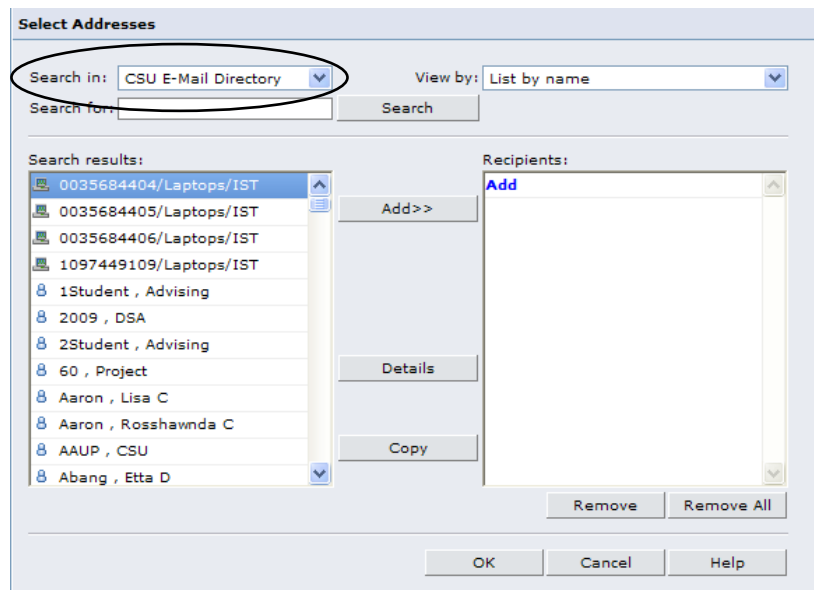 Select Addresses
Search in: CSU E-Mail Directory View by: List by name
Search for: Search
Search results: Recipients:
0035684404/Laptops/IST Add
0035684405/Laptops/IST Add>>
0035684406/Laptops/IST
1097449109/Laptops/IST
1Student , Advising
2009 , DSA
2Student , Advising
60 , Project Details
Aaron , Lisa C
Aaron , Rosshawnda C
AAUP , CSU Copy
Abang , Etta D
Remove Remove All
OK Cancel Help